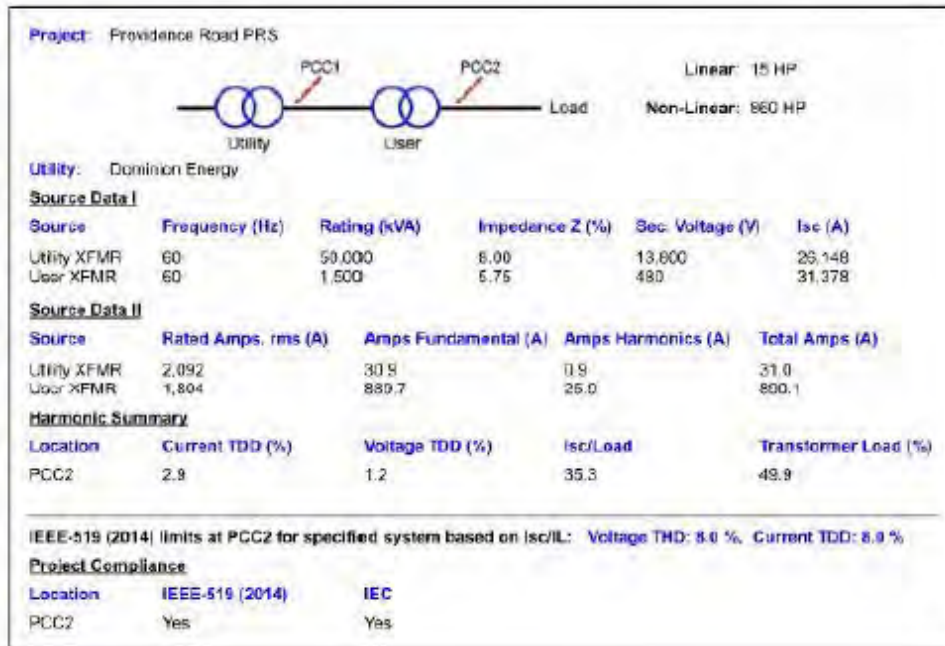 Project: Providence Road PRS
PCC1 PCC2 Linear: 15 HP
Load Non-Linear: 860 HP
Utility User
Utility: Dominion Energy
Source Data I
Source Frequency (Hz) Rating (kVA) Impedance Z (%) Sec. Voltage (V) Isc (A)
Utility XFMR 60 50,000 8.00 13,800 26,148
User XFMR 60 1,500 5.75 480 31,378
Source Data II
Source Rated Amps, rms (A) Amps Fundamental (A) Amps Harmonics (A) Total Amps (A)
Utility XFMR 2,092 30.9 0.9 31.0
User XFMR 1,804 889.7
Harmonic Summary
Location Current TDD (%) Voltage TDD (%) Isc/Load Transformer Load (%)
PCC2 2.9 1.2 35.3 49.9
IEEE-519 (2014) limits at PCC2 for specified system based on Isc/IL: Voltage THD: 8.0 %, Current TDD: 8.0 %
Project Compliance
Location IEEE-519 (2014) IEC
PCC2 Yes Yes